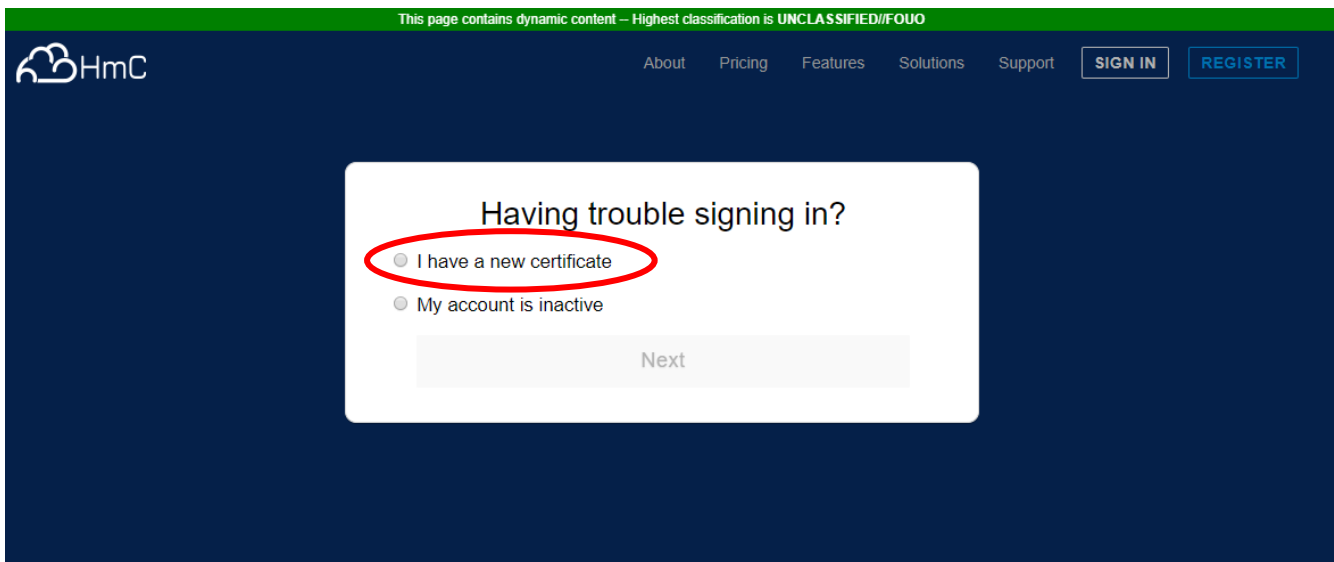 This page contains dynamic content -- Highest classification is UNCLASSIFIED//FOUO
HmC About Pricing Features Solutions Support SIGN IN REGISTER
Having trouble signing in?
I have a new certificate
My account is inactive
Next